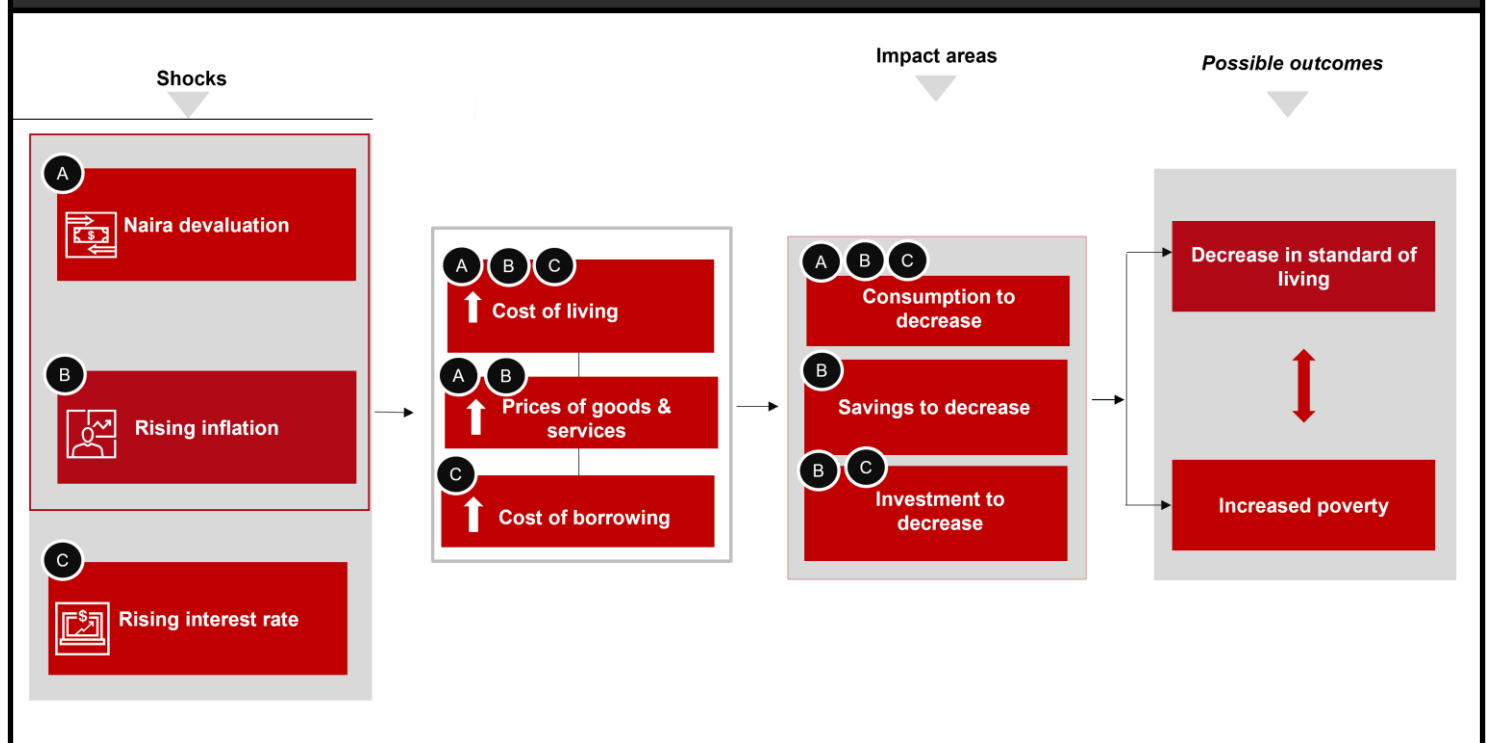 Shocks
Impact areas
Possible outcomes
A
Naira devaluation
B
Rising inflation
C
Rising interest rate
A B C
Cost of living
A B
Prices of goods &
services
C
Cost of borrowing
A B C
Consumption to
decrease
B
Savings to decrease
B C
Investment to
decrease
Decrease in standard of
living
Increased poverty